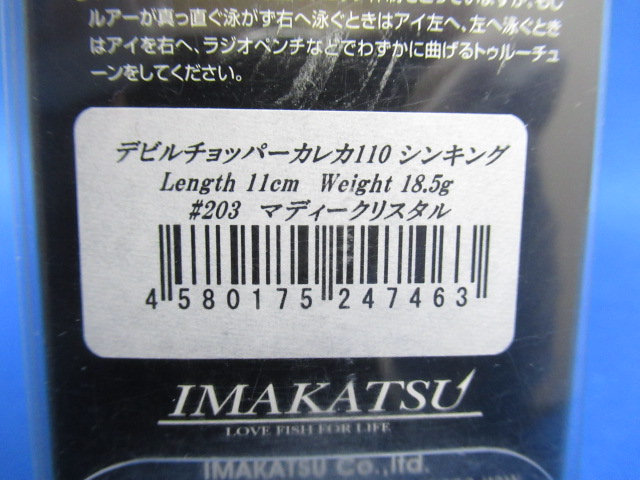 ルアーが真っ直ぐ泳がず右へ泳ぐときはアイ左へ、左へ泳ぐとき
はアイを右へ、ラジオペンチなどでわずかに曲げるトゥルーチュ
ーンをしてください。
デビルチョッパーカレカ110 シンキング
Length 11cm Weight 18.5g
#203 マディークリスタル
4 580175 247463
IMAKATSU
LOVE FISH FOR LIFE
IMAKATSU Co.,ltd.